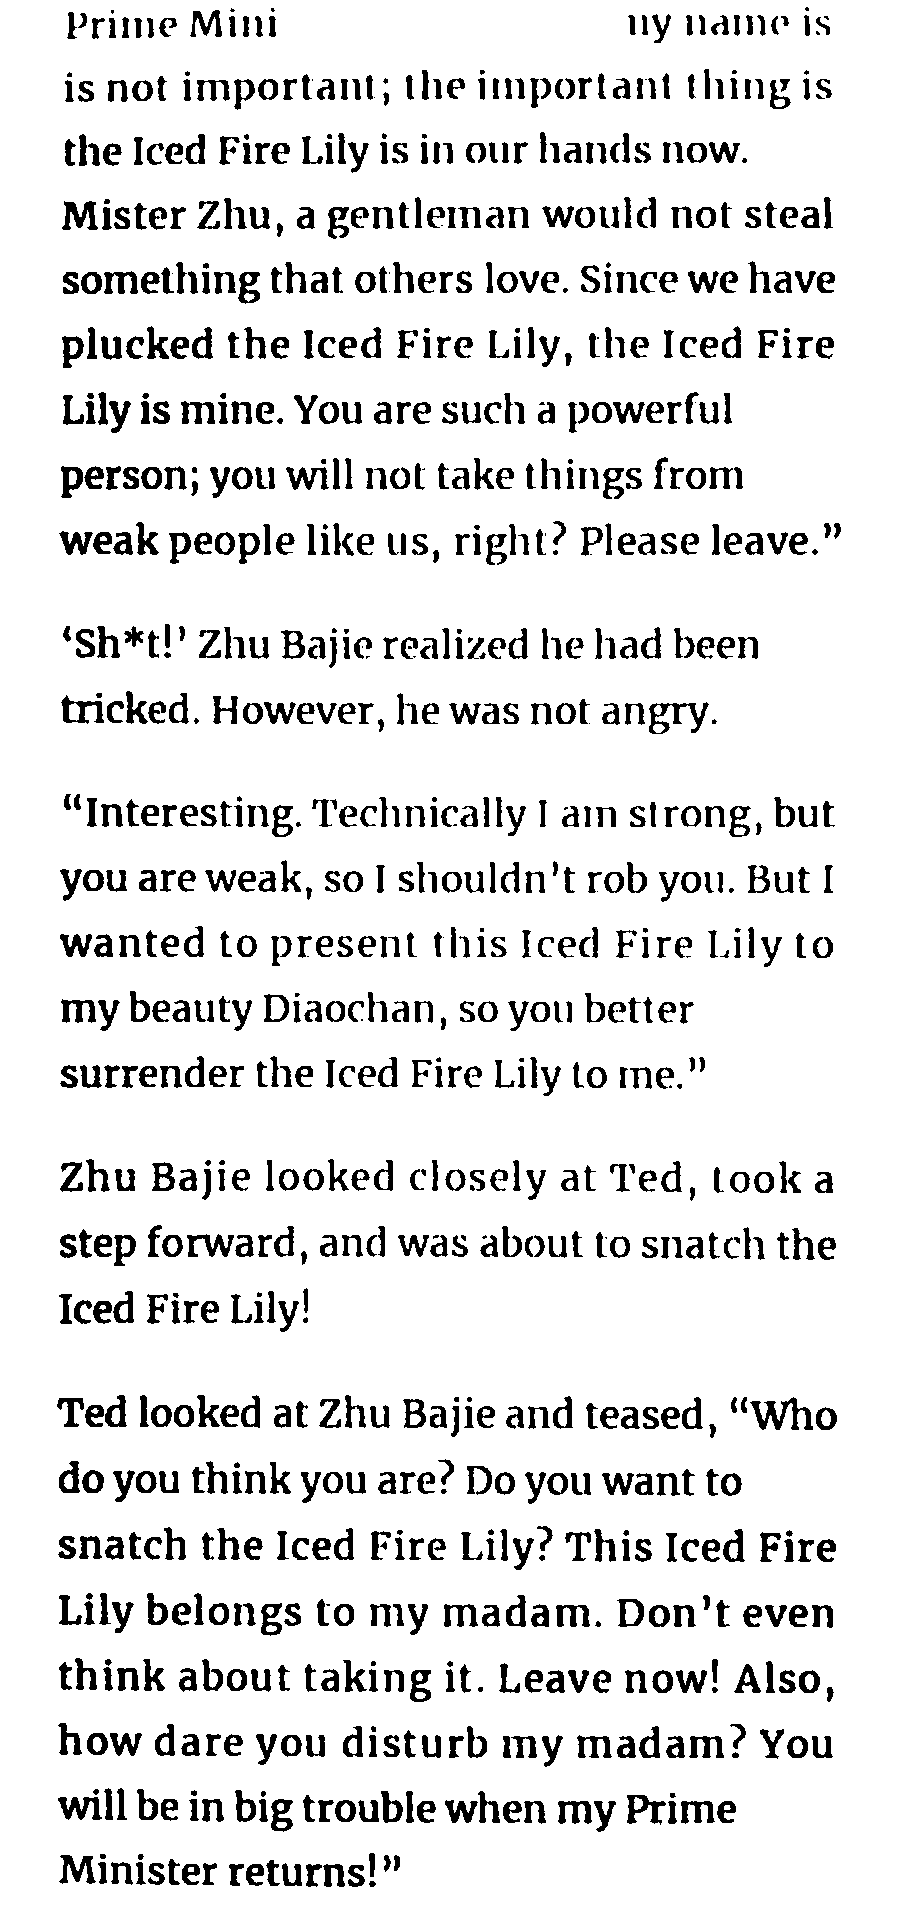 Prime Mini my name is
is not important; the important thing is
the Iced Fire Lily is in our hands now.
Mister Zhu, a gentleman would not steal
something that others love. Since we have
plucked the Iced Fire Lily, the Iced Fire
Lily is mine. You are such a powerful
person; you will not take things from
weak people like us, right? Please leave.”
‘Sh*t!’ Zhu Bajie realized he had been
tricked. However, he was not angry.
“Interesting. Technically I am strong, but
you are weak, so I shouldn’t rob you. But I
wanted to present this Iced Fire Lily to
my beauty Diaochan, so you better
surrender the Iced Fire Lily to me.”
Zhu Bajie looked closely at Ted, took a
step forward, and was about to snatch the
Iced Fire Lily!
Ted looked at Zhu Bajie and teased, “Who
do you think you are? Do you want to
snatch the Iced Fire Lily? This Iced Fire
Lily belongs to my madam. Don’t even
think about taking it. Leave now! Also,
how dare you disturb my madam? You
will be in big trouble when my Prime
Minister returns!”